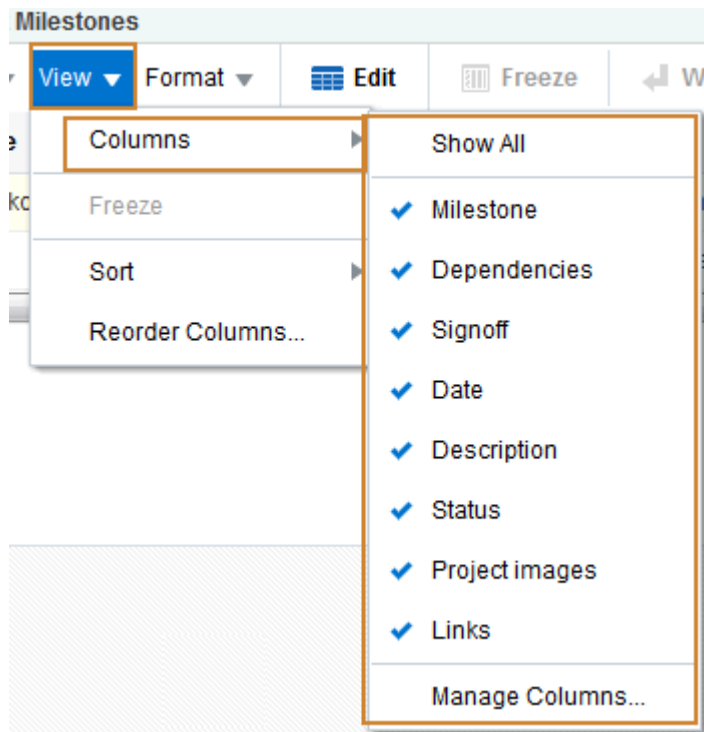 Milestones
View Format Edit Freeze W
Columns
Freeze
Sort
Reorder Columns...
Show All
Milestone
Dependencies
Signoff
Date
Description
Status
Project images
Links
Manage Columns...